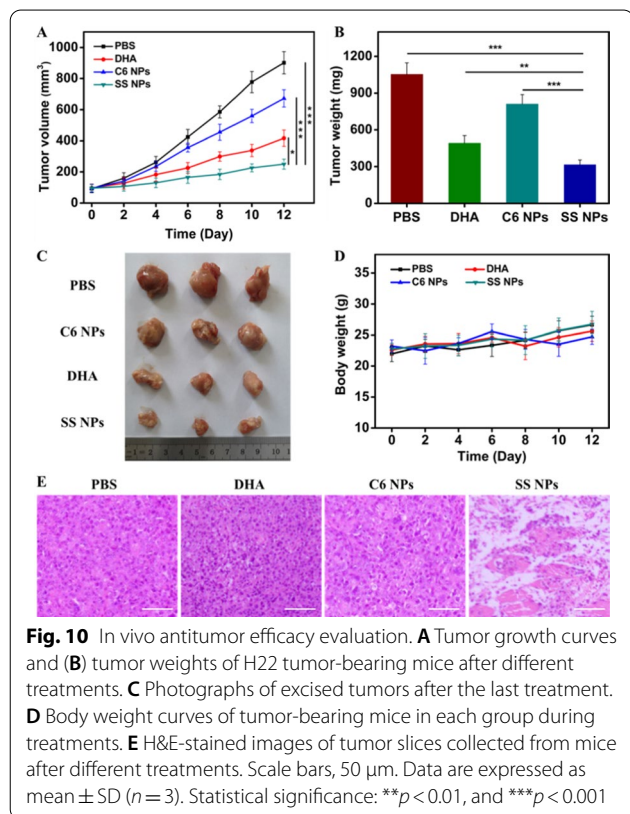 A
Tumor volume (mm³)
1000
800
600
400
200
0
PBS
DHA
C6 NPs
SS NPs
*
***
***
0 2 4 6 8 10 12
Time (Day)
B
Tumor weight (mg)
1200
900
600
300
0
***
**
***
PBS DHA C6 NPs SS NPs
C
PBS
C6 NPs
DHA
SS NPs
D
Body weight (g)
35
30
25
20
15
10
PBS DHA
C6 NPs SS NPs
0 2 4 6 8 10 12
Time (Day)
E
PBS DHA C6 NPs SS NPs
Fig. 10 In vivo antitumor efficacy evaluation. A Tumor growth curves
and (B) tumor weights of H22 tumor-bearing mice after different
treatments. C Photographs of excised tumors after the last treatment.
D Body weight curves of tumor-bearing mice in each group during
treatments. E H&E-stained images of tumor slices collected from mice
after different treatments. Scale bars, 50 μm. Data are expressed as
mean ± SD (n = 3). Statistical significance: **p < 0.01, and ***p < 0.001